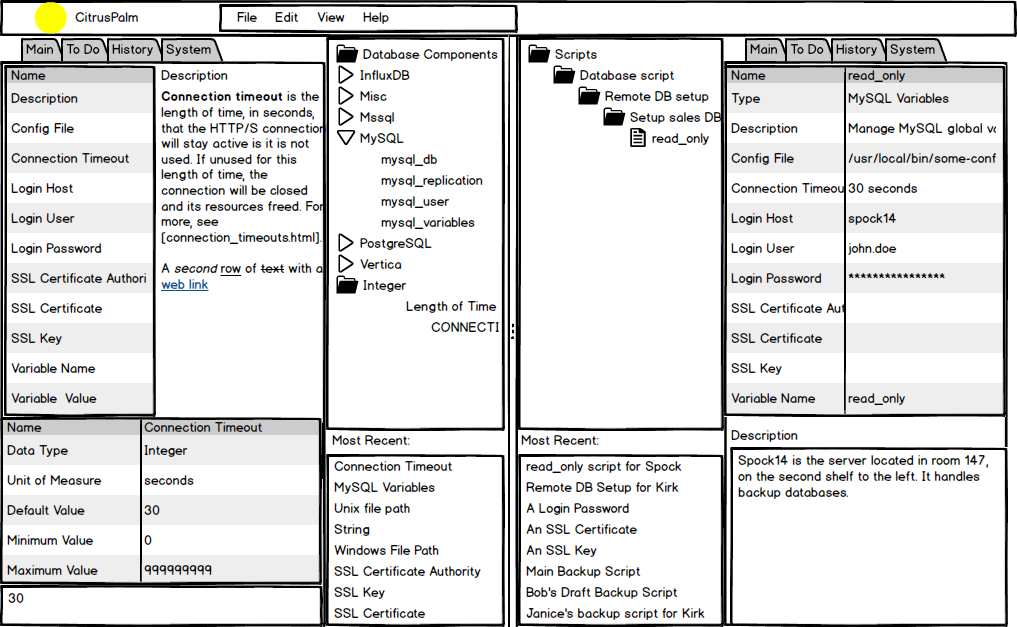 CitrusPalm
File Edit View Help
Main To Do History System
Name
Description
Config File
Connection Timeout
Login Host
Login User
Login Password
SSL Certificate Authori
SSL Certificate
SSL Key
Variable Name
Variable Value
Description
Connection timeout is the
length of time, in seconds,
that the HTTP/S connection
will stay active is it is not
used. If unused for this
length of time, the
connection will be closed
and its resources freed. For
more, see
[connection_timeouts.html].
A second row of text with a
web link
Name Connection Timeout
Data Type Integer
Unit of Measure seconds
Default Value 30
Minimum Value 0
Maximum Value 999999999
30
Database Components
InfluxDB
Misc
Mssql
MySQL
mysql_db
mysql_replication
mysql_user
mysql_variables
PostgreSQL
Vertica
Integer
Length of Time
CONNECTI
Most Recent:
Connection Timeout
MySQL Variables
Unix file path
String
Windows File Path
SSL Certificate Authority
SSL Key
SSL Certificate
Scripts
Database script
Remote DB setup
Setup sales DB
read_only
Most Recent:
read_only script for Spock
Remote DB Setup for Kirk
A Login Password
An SSL Certificate
An SSL Key
Main Backup Script
Bob's Draft Backup Script
Janice's backup script for Kirk
Main To Do History System
Name read_only
Type MySQL Variables
Description Manage MySQL global va
Config File /usr/local/bin/some-conf
Connection Timeou 30 seconds
Login Host spock14
Login User john.doe
Login Password ****************
SSL Certificate Aut
SSL Certificate
SSL Key
Variable Name read_only
Description
Spock14 is the server located in room 147,
on the second shelf to the left. It handles
backup databases.